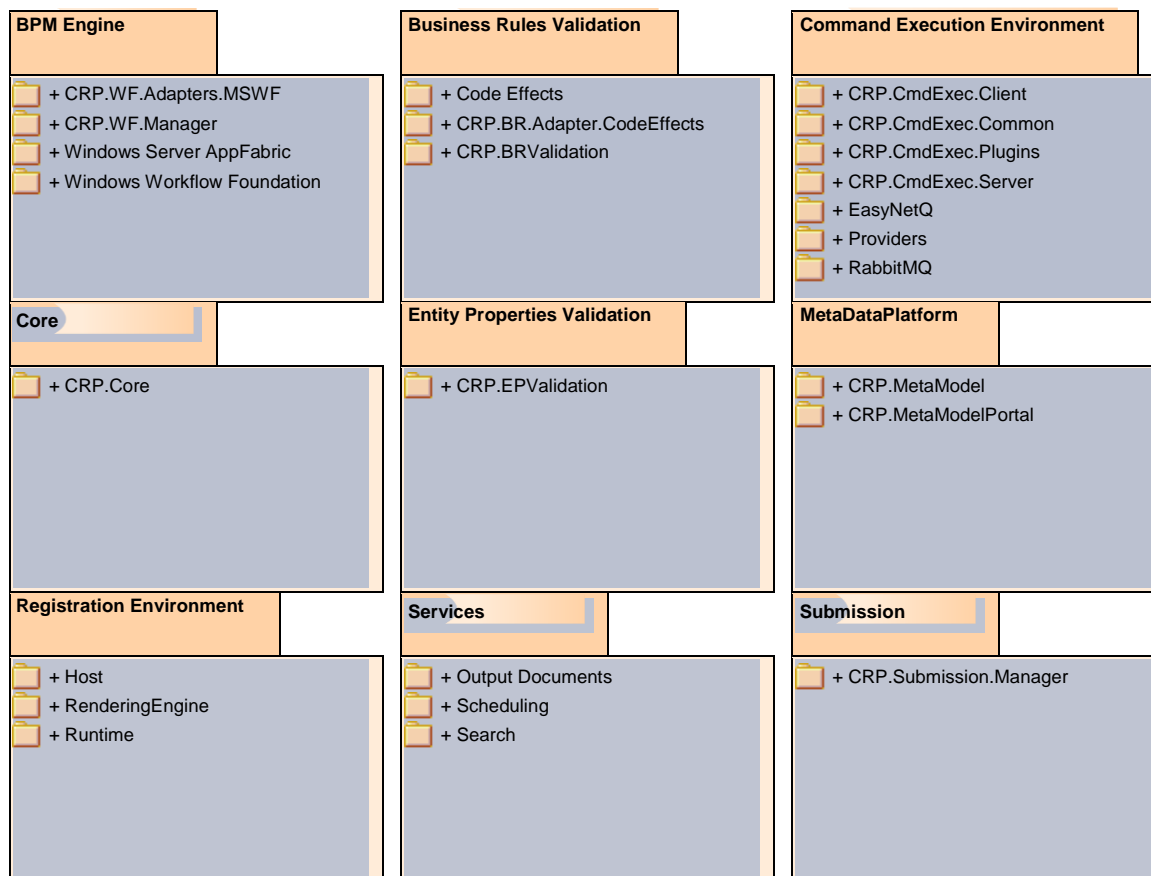 BPM Engine
+ CRP.WF.Adapters.MSWF
+ CRP.WF.Manager
+ Windows Server AppFabric
+ Windows Workflow Foundation
Business Rules Validation
+ Code Effects
+ CRP.BR.Adapter.CodeEffects
+ CRP.BRValidation
Command Execution Environment
+ CRP.CmdExec.Client
+ CRP.CmdExec.Common
+ CRP.CmdExec.Plugins
+ CRP.CmdExec.Server
+ EasyNetQ
+ Providers
+ RabbitMQ
Core
+ CRP.Core
Entity Properties Validation
+ CRP.EPValidation
MetaDataPlatform
+ CRP.MetaModel
+ CRP.MetaModelPortal
Registration Environment
+ Host
+ RenderingEngine
+ Runtime
Services
+ Output Documents
+ Scheduling
+ Search
Submission
+ CRP.Submission.Manager